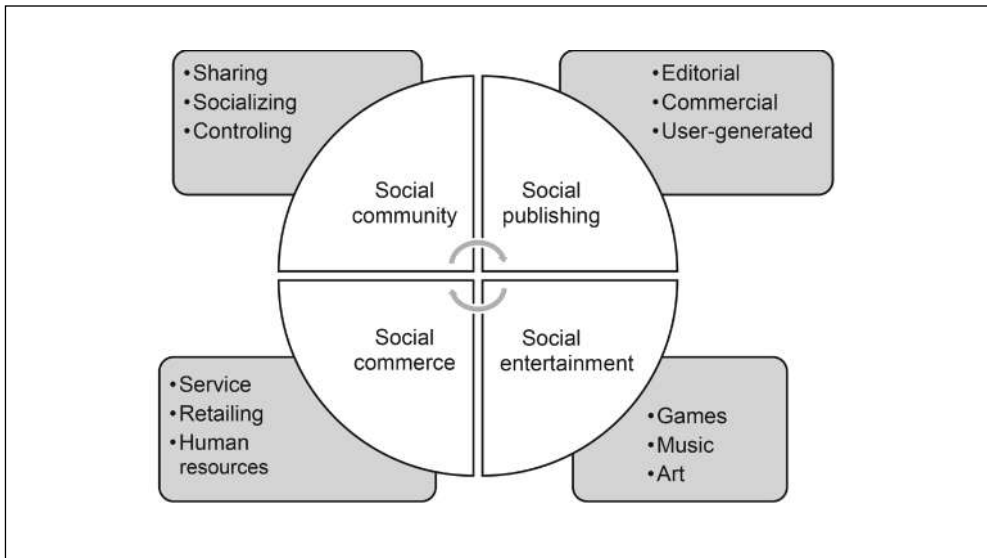 •Sharing
•Socializing
•Controling
•Editorial
•Commercial
•User-generated
Social
community
Social
publishing
Social
commerce
Social
entertainment
•Service
•Retailing
•Human
resources
•Games
•Music
•Art